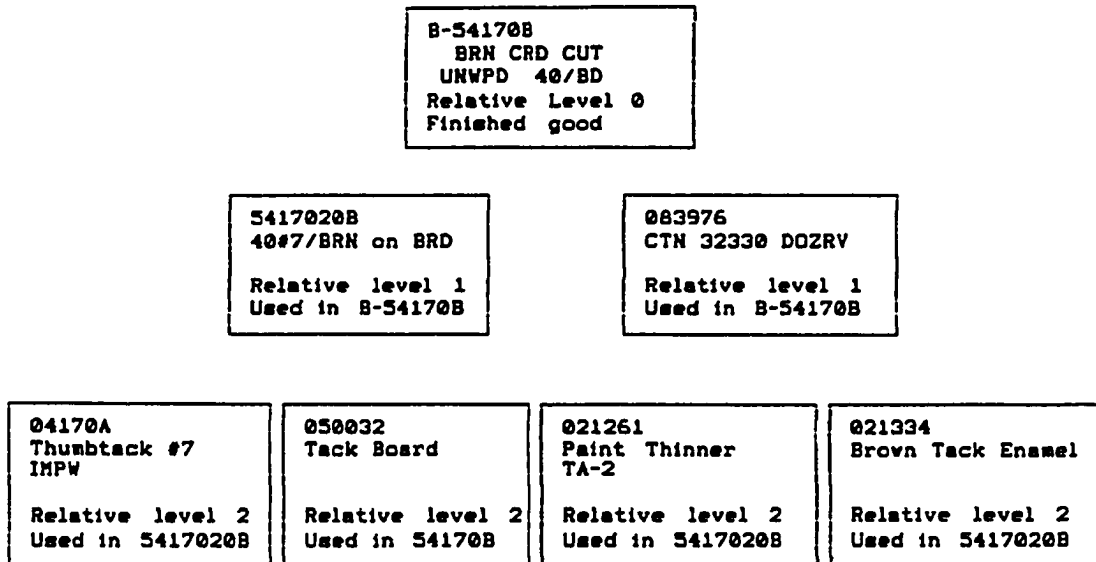 B-54170B
BRN CRD CUT
UNWPD 40/BD
Relative Level 0
Finished good
5417020B
40#7/BRN on BRD
Relative level 1
Used in B-54170B
083976
CTN 32330 DOZRV
Relative level 1
Used in B-54170B
04170A
Thumbtack #7
IMPW
Relative level 2
Used in 5417020B
050032
Tack Board
Relative level 2
Used in 54170B
021261
Paint Thinner
TA-2
Relative level 2
Used in 5417020B
021334
Brown Tack Enamel
Relative level 2
Used in 5417020B